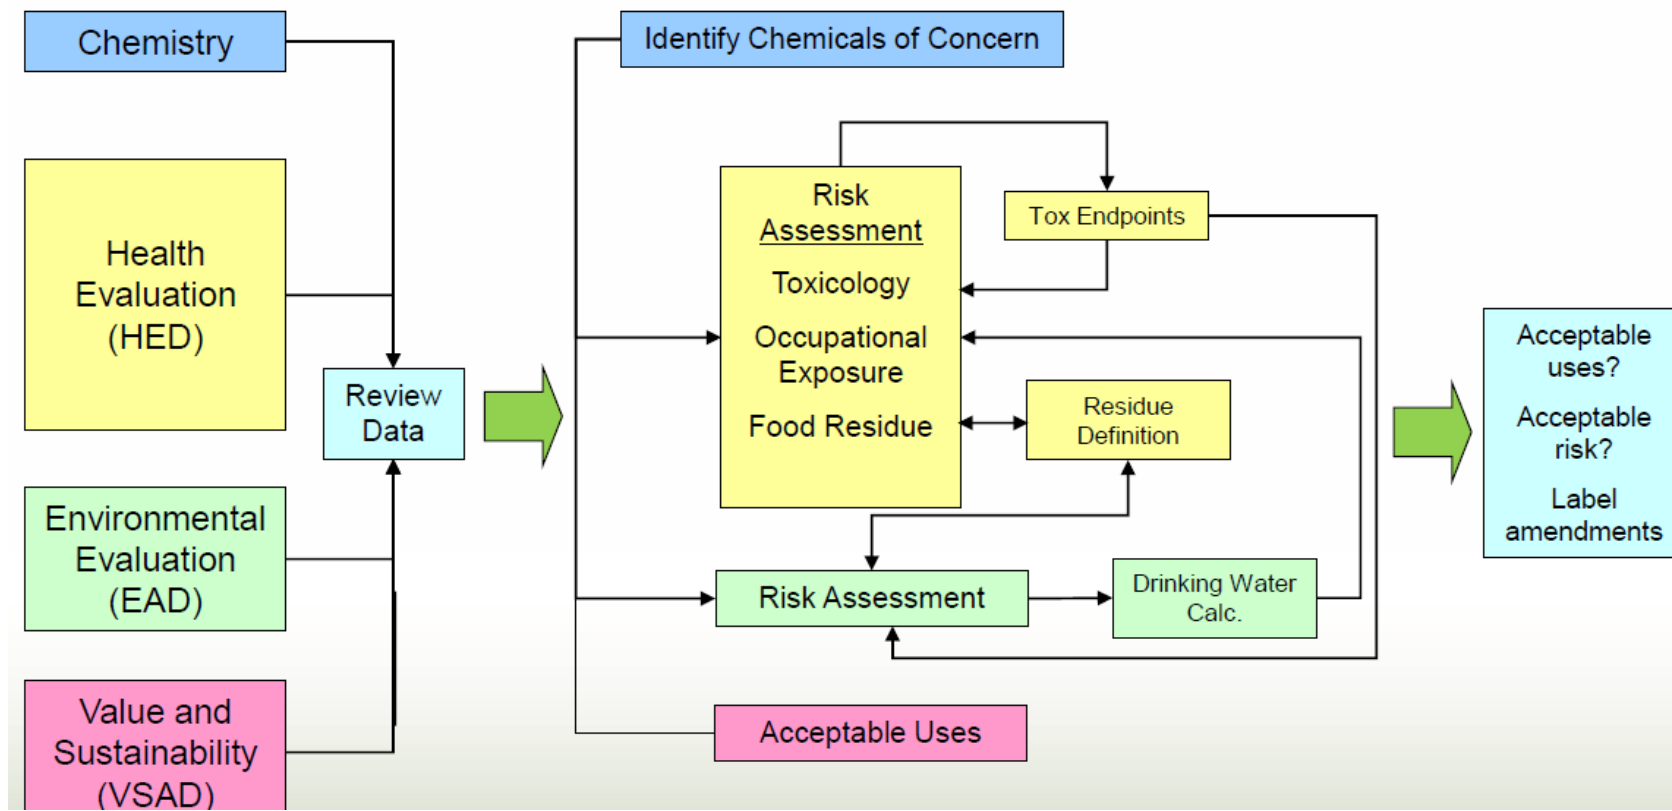 Chemistry
Health
Evaluation
(HED)
Environmental
Evaluation
(EAD)
Value and
Sustainability
(VSAD)
Review
Data
Identify Chemicals of Concern
Risk
Assessment
Toxicology
Occupational
Exposure
Food Residue
Tox Endpoints
Residue
Definition
Risk Assessment
Drinking Water
Calc.
Acceptable Uses
Acceptable
uses?
Acceptable
risk?
Label
amendments